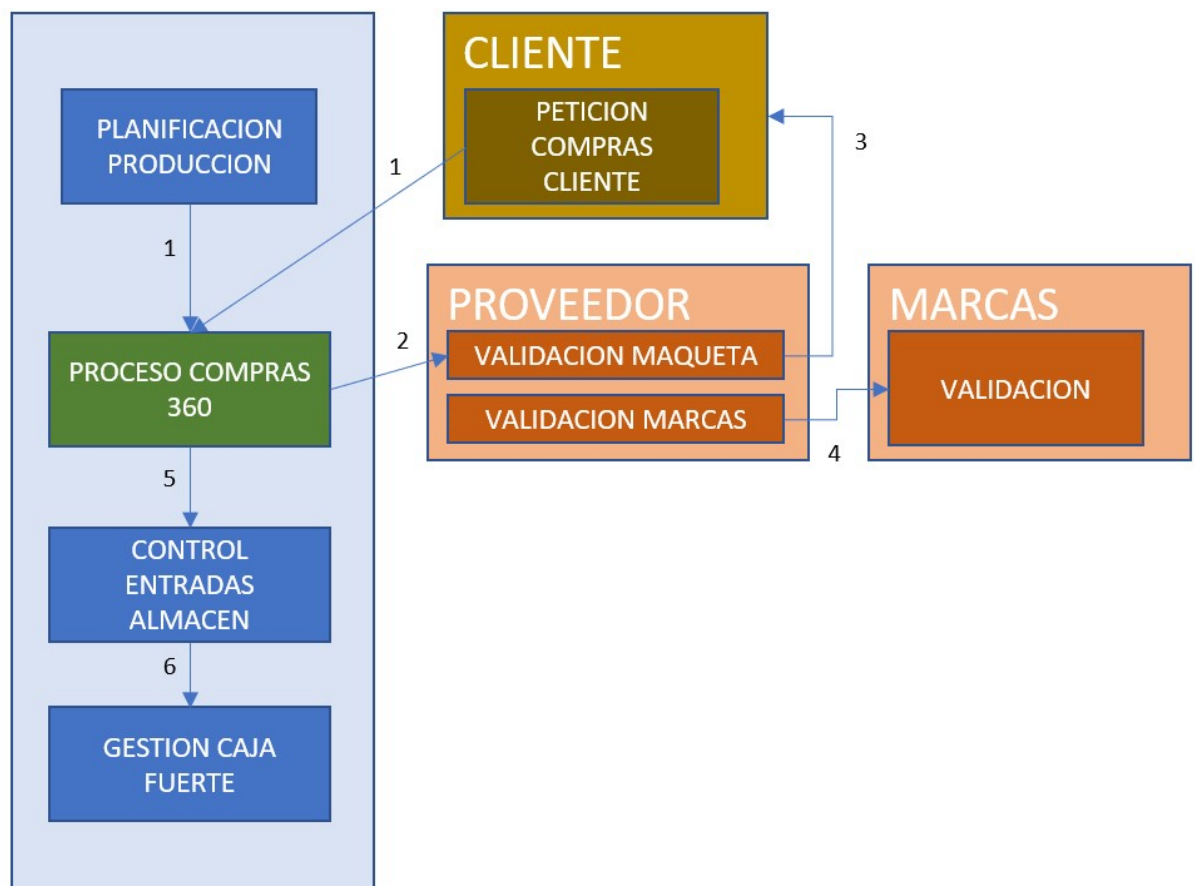 CLIENTE
PETICION
COMPRAS
CLIENTE
PLANIFICACION
PRODUCCION
1
1
3
PROVEEDOR
MARCAS
PROCESO COMPRAS
360
2
VALIDACION MAQUETA
VALIDACION MARCAS
VALIDACION
4
5
CONTROL
ENTRADAS
ALMACEN
6
GESTION CAJA
FUERTE